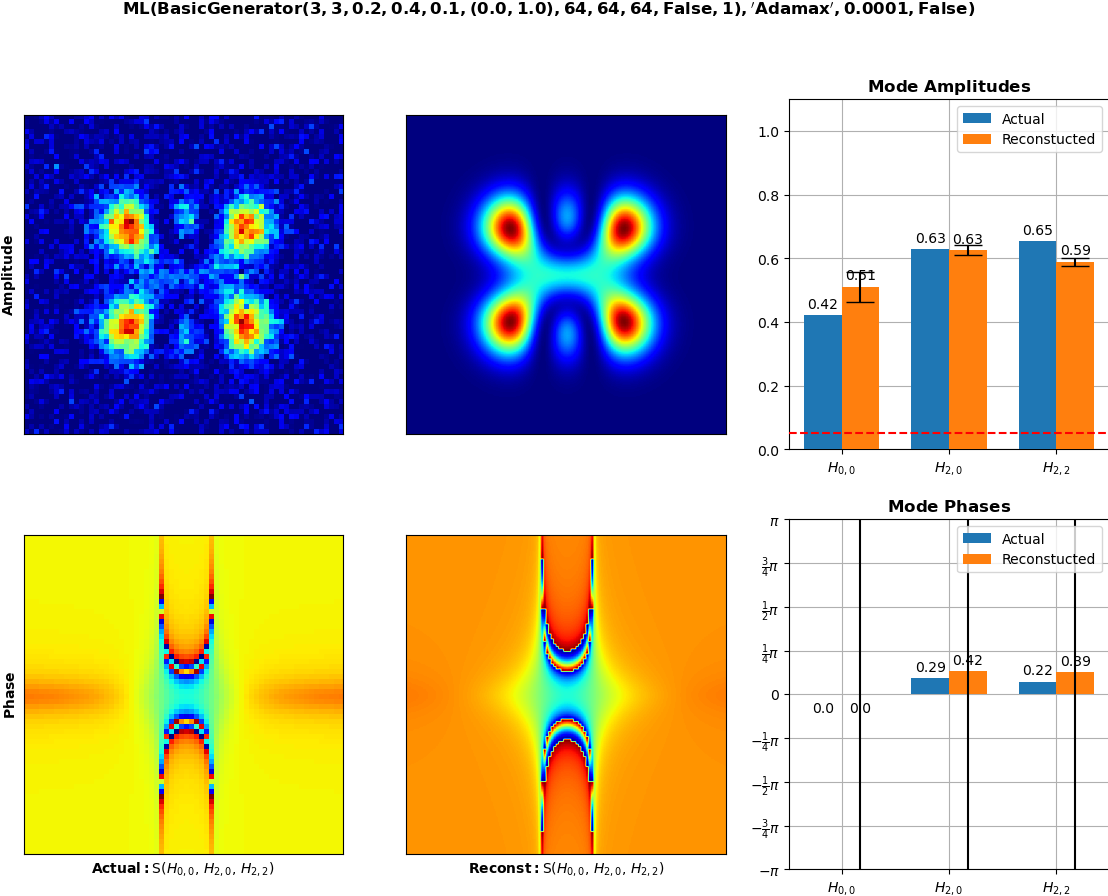 ML(BasicGenerator(3, 3, 0.2, 0.4, 0.1, (0.0, 1.0), 64, 64, 64, False, 1), 'Adamax', 0.0001, False)
Amplitude
Mode Amplitudes
Actual
Reconstucted
1.0
0.8
0.6
0.4
0.2
0.0
0.42
0.51
0.63
0.63
0.65
0.59
H0,0
H2,0
H2,2
Phase
Actual: S(H0,0, H2,0, H2,2)
Reconst: S(H0,0, H2,0, H2,2)
Mode Phases
Actual
Reconstucted
π
3/4π
1/2π
1/4π
0
−1/4π
−1/2π
−3/4π
−π
0.0
0.0
0.29
0.42
0.22
0.39
H0,0
H2,0
H2,2